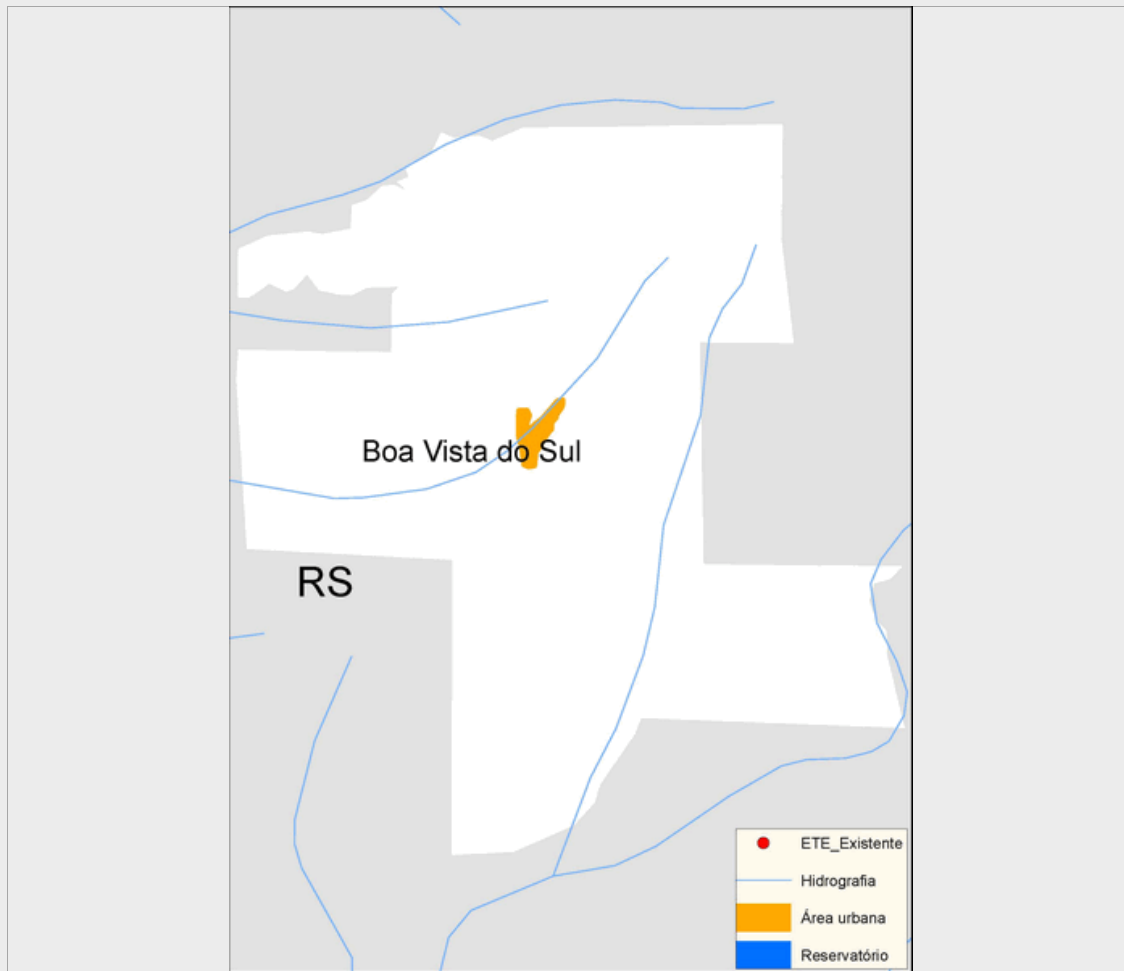 Boa Vista do Sul
RS
ETE_Existente
Hidrografia
Área urbana
Reservatório